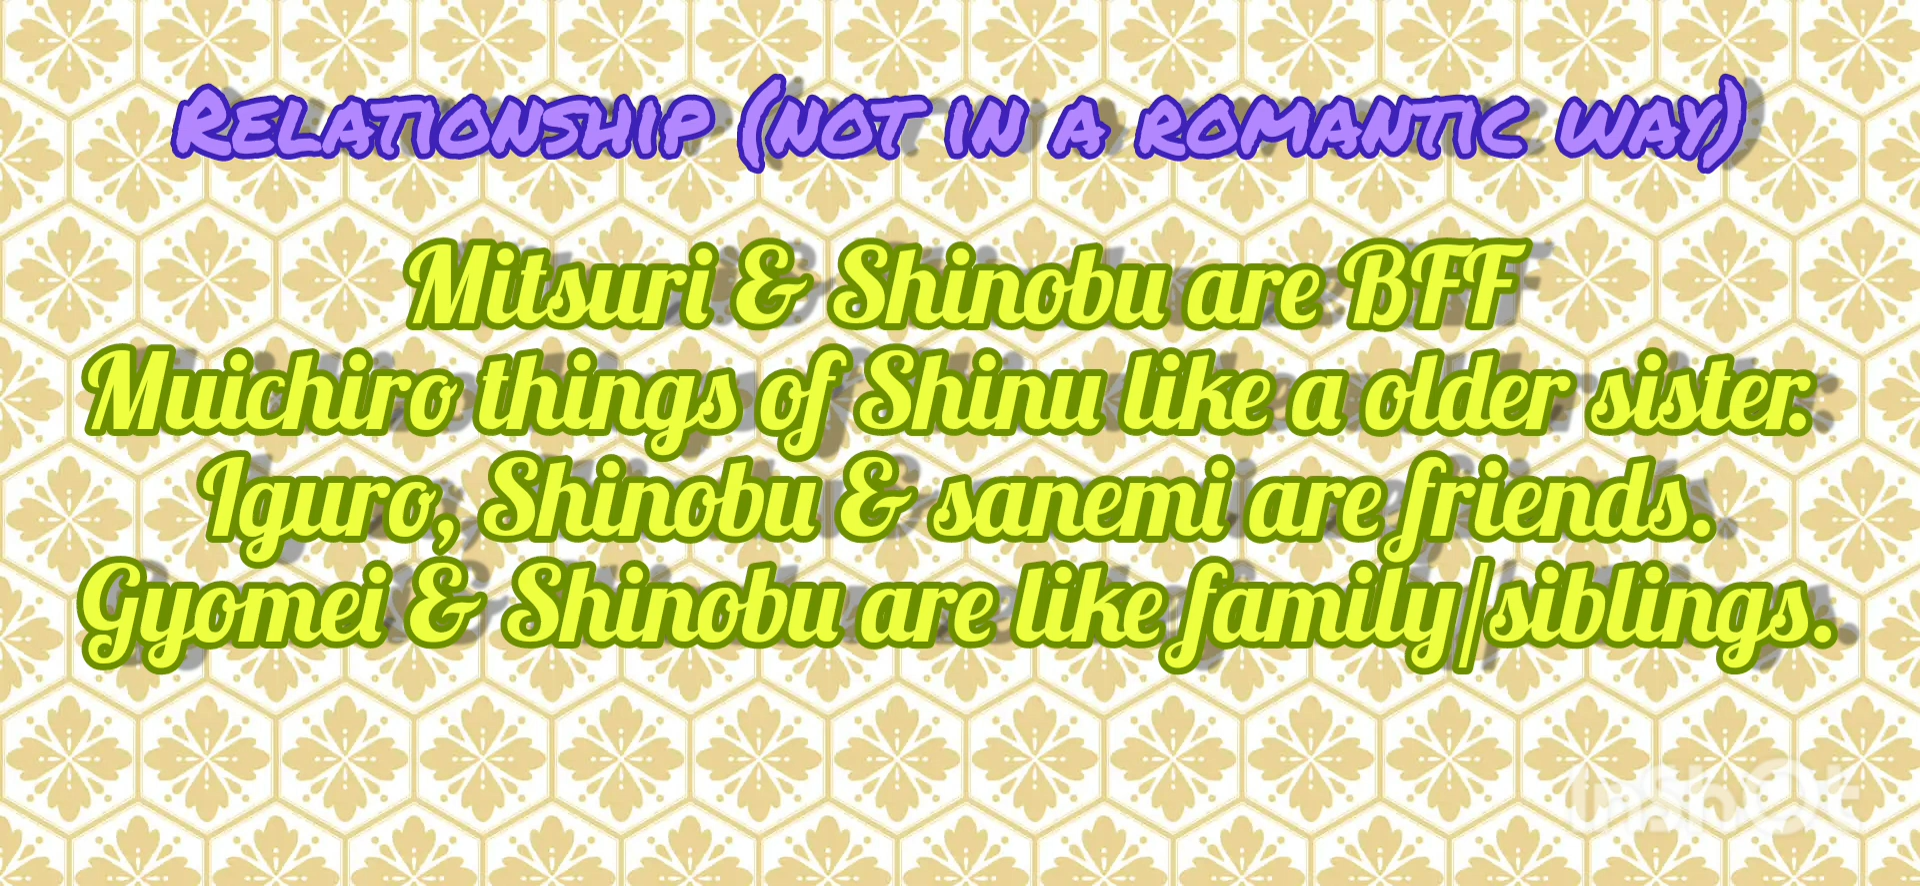 Relationship (not in a romantic way)
Mitsuri & Shinobu are BFF
Muichiro things of Shinu like a older sister.
Iguro, Shinobu & sanemi are friends.
Gyomei & Shinobu are like family/siblings.
InShot